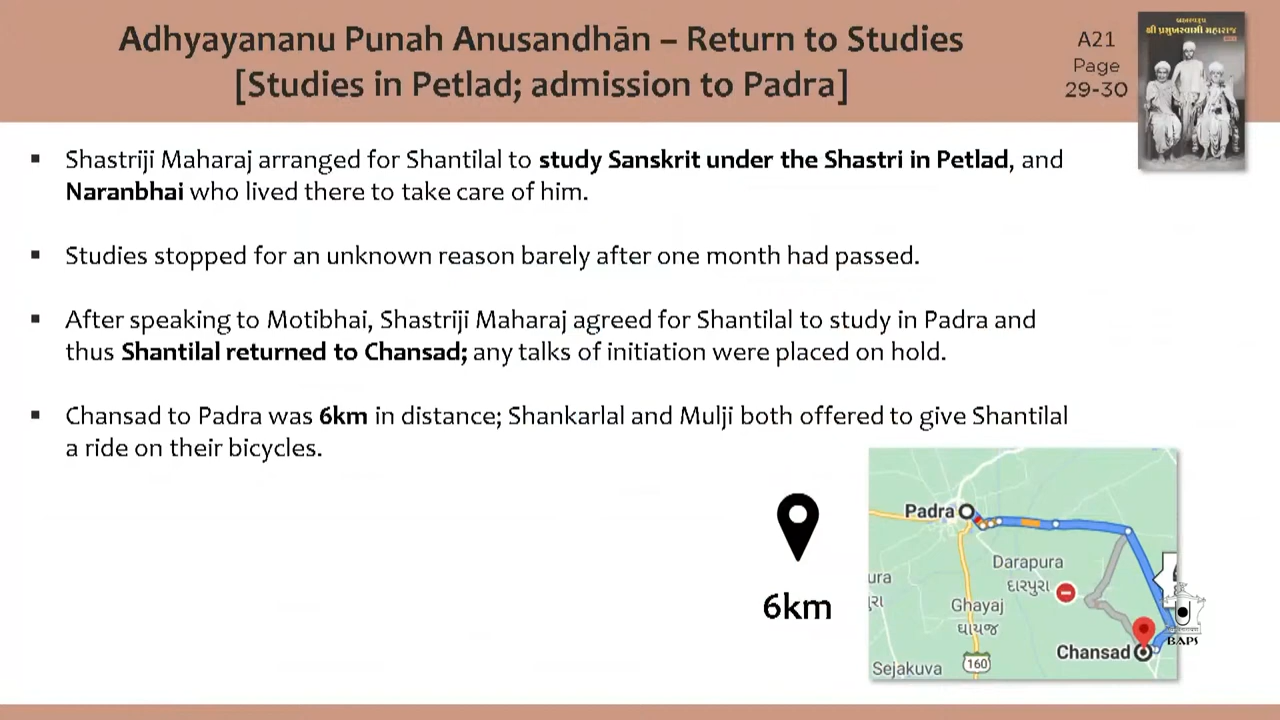 Adhyayananu Punah Anusandhān – Return to Studies
[Studies in Petlad; admission to Padra]
A21
Page
29-30
શ્રી પ્રમુખસ્વામી મહારાજ
▪ Shastriji Maharaj arranged for Shantilal to study Sanskrit under the Shastri in Petlad, and
Naranbhai who lived there to take care of him.
▪ Studies stopped for an unknown reason barely after one month had passed.
▪ After speaking to Motibhai, Shastriji Maharaj agreed for Shantilal to study in Padra and
thus Shantilal returned to Chansad; any talks of initiation were placed on hold.
▪ Chansad to Padra was 6km in distance; Shankarlal and Mulji both offered to give Shantilal
a ride on their bicycles.
6km
Padra
Darapura
દારપુરા
ura
Ghayaj
ઘાયજ
Sejakuva
160
Chansad
BAPS